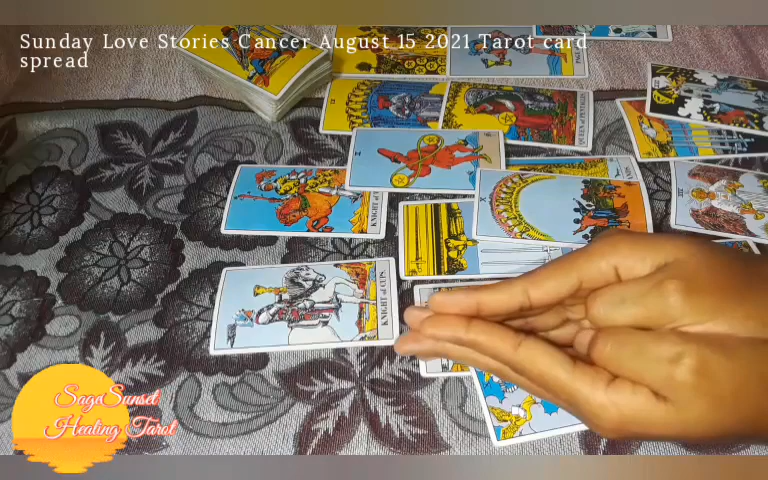 Sunday Love Stories Cancer August 15 2021 Tarot card
spread
QUEEN of PENTACLES
KNIGHT of
KNIGHT of CUPS.
X
SageSunset
Healing Tarot